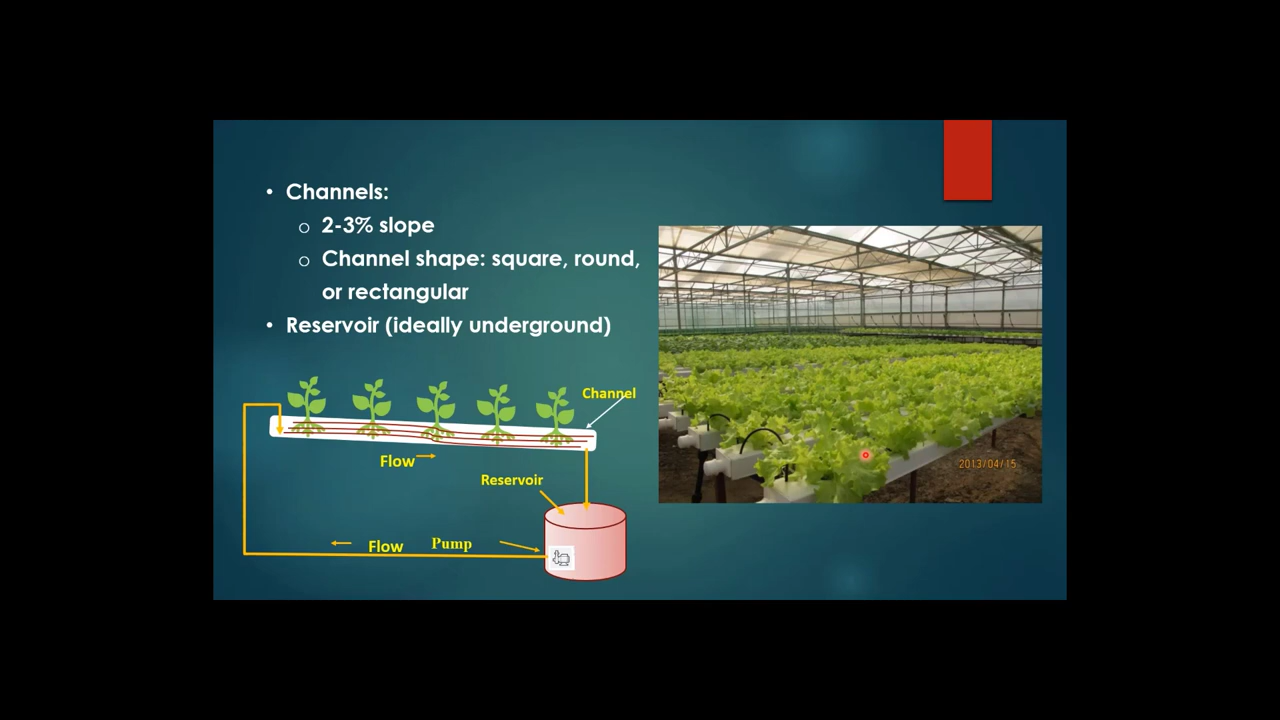 • Channels:
o 2-3% slope
o Channel shape: square, round,
or rectangular
• Reservoir (ideally underground)
Channel
Flow
Reservoir
Flow
Pump
2013/04/15